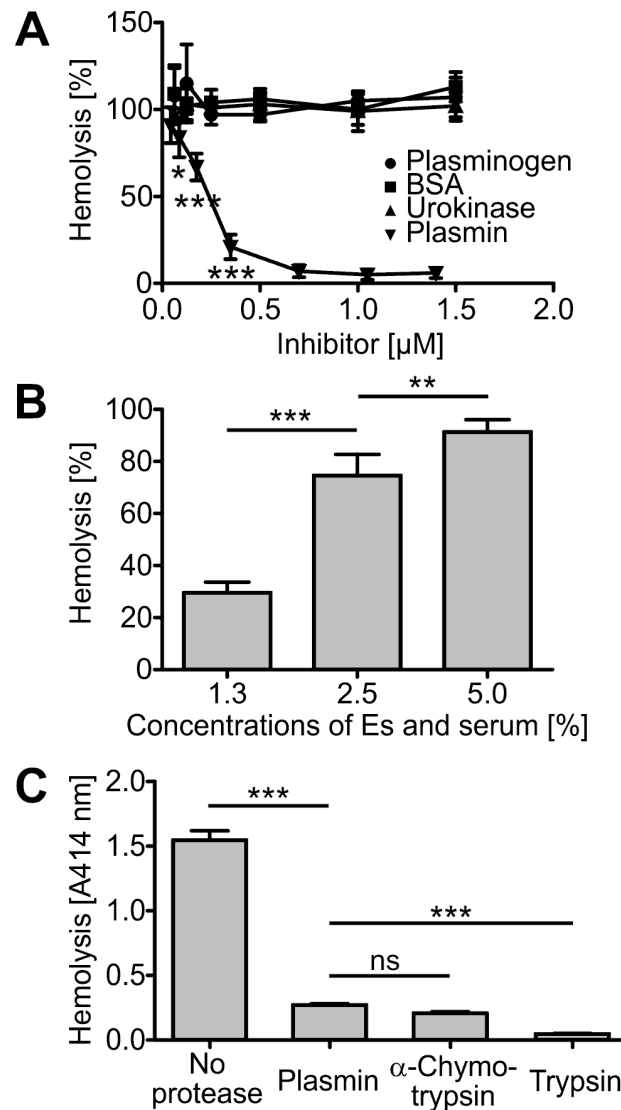 A
150
100
50
0
Hemolysis [%]
*
***
***
Plasminogen
BSA
Urokinase
Plasmin
0.0 0.5 1.0 1.5 2.0
Inhibitor [µM]
B
100
80
60
40
20
0
Hemolysis [%]
***
**
1.3 2.5 5.0
Concentrations of Es and serum [%]
C
2.0
1.5
1.0
0.5
0.0
Hemolysis [A414 nm]
***
***
ns
No
protease
Plasmin
α-Chymo-
trypsin
Trypsin